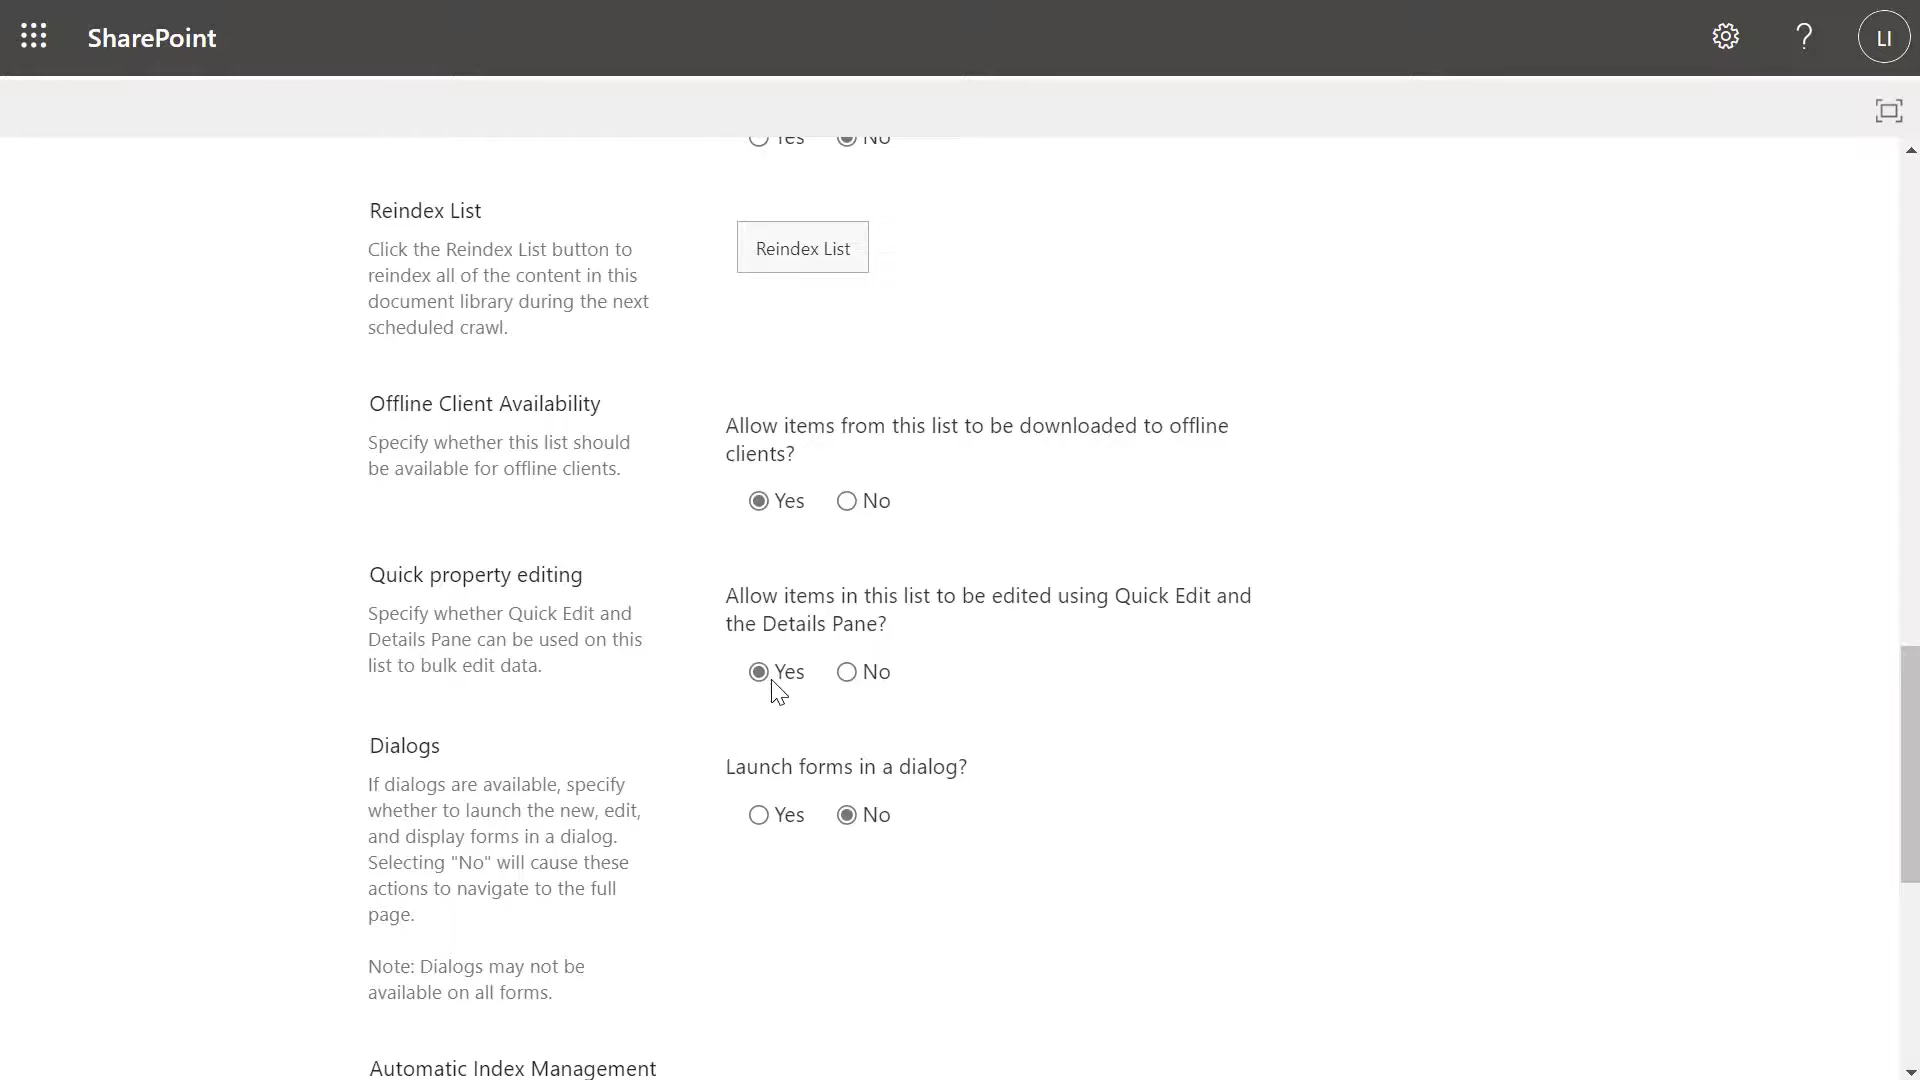 SharePoint
?
LI
Yes No
Reindex List
Click the Reindex List button to
reindex all of the content in this
document library during the next
scheduled crawl.
Reindex List
Offline Client Availability
Specify whether this list should
be available for offline clients.
Allow items from this list to be downloaded to offline
clients?
Yes No
Quick property editing
Specify whether Quick Edit and
Details Pane can be used on this
list to bulk edit data.
Allow items in this list to be edited using Quick Edit and
the Details Pane?
Yes No
Dialogs
If dialogs are available, specify
whether to launch the new, edit,
and display forms in a dialog.
Selecting "No" will cause these
actions to navigate to the full
page.
Note: Dialogs may not be
available on all forms.
Launch forms in a dialog?
Yes No
Automatic Index Management